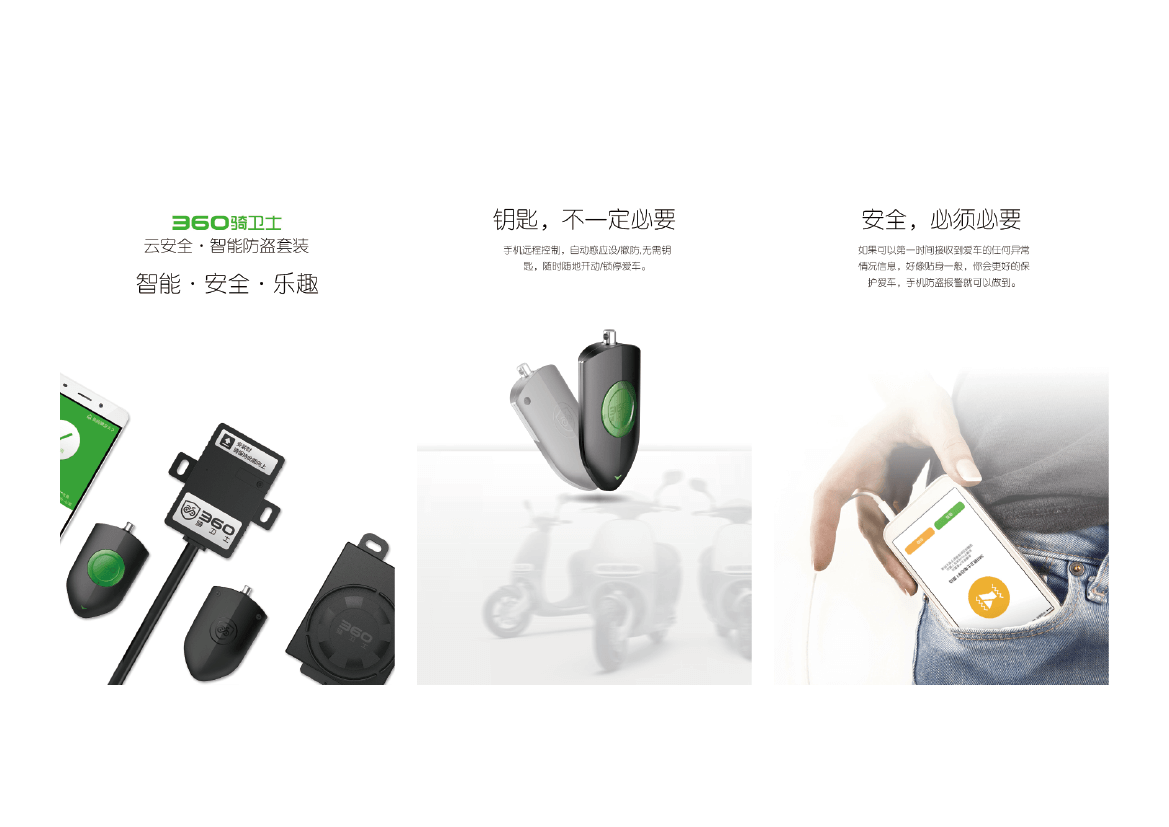 360骑卫士
云安全·智能防盗套装
智能·安全·乐趣
钥匙，不一定必要
手机远程控制，自动感应设/撤防,无需钥
匙，随时随地开动/锁停爱车。
安全，必须必要
如果可以第一时间接收到爱车的任何异常
情况信息，好像贴身一般，你会更好的保
护爱车，手机防盗报警就可以做到。
360
360
骑卫士
360
骑卫士